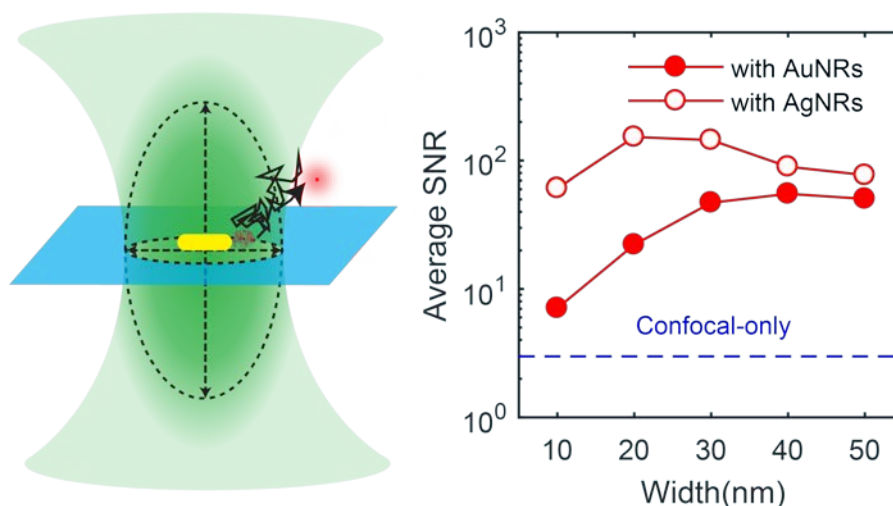 10³
10²
10¹
10⁰
Average SNR
with AuNRs
with AgNRs
Confocal-only
10 20 30 40 50
Width(nm)